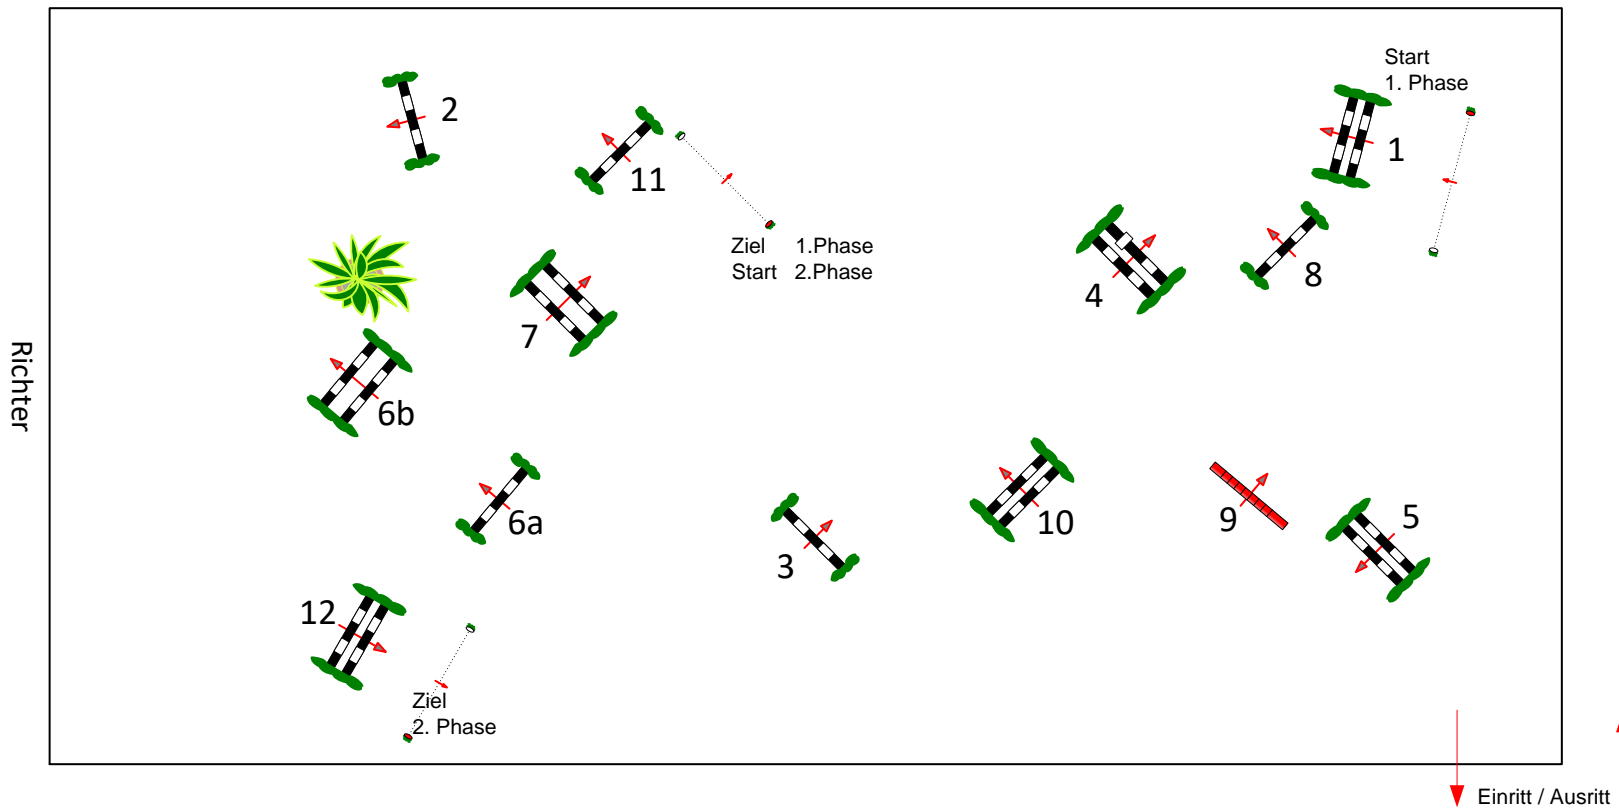 Start
1. Phase
2
11
1
Ziel 1.Phase
Start 2.Phase
8
4
7
Richter
6b
6a
10
9
5
3
12
Ziel
2. Phase
Einritt / Ausritt